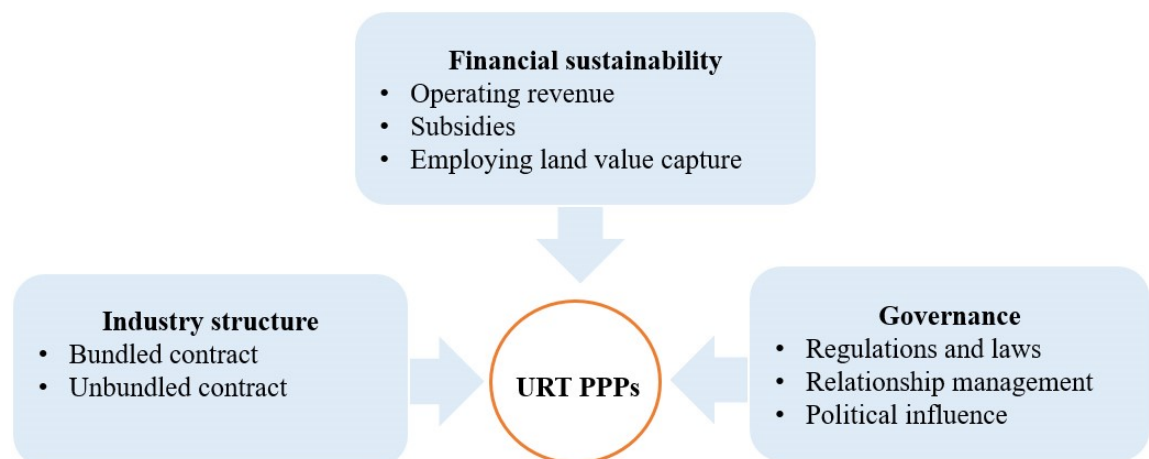 Financial sustainability
• Operating revenue
• Subsidies
• Employing land value capture
Industry structure
• Bundled contract
• Unbundled contract
URT PPPs
Governance
• Regulations and laws
• Relationship management
• Political influence